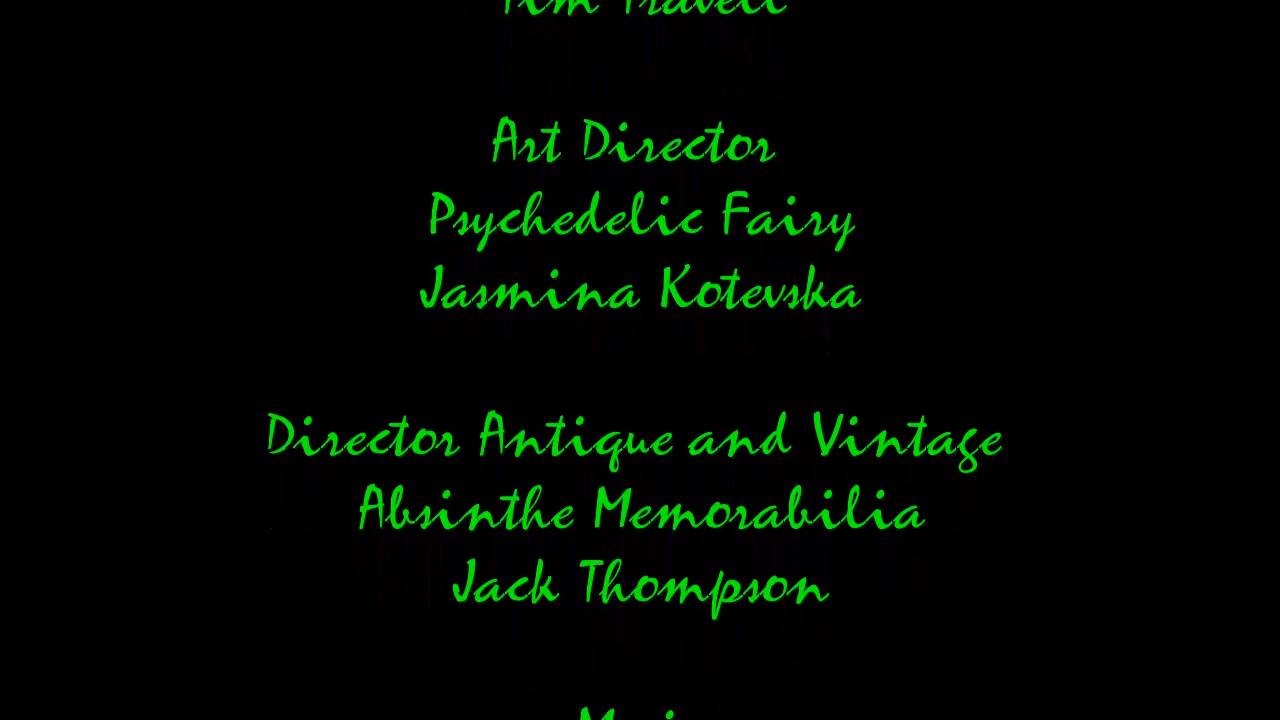 Art Director
Psychedelic Fairy
Jasmina Kotevska
Director Antique and Vintage
Absinthe Memorabilia
Jack Thompson